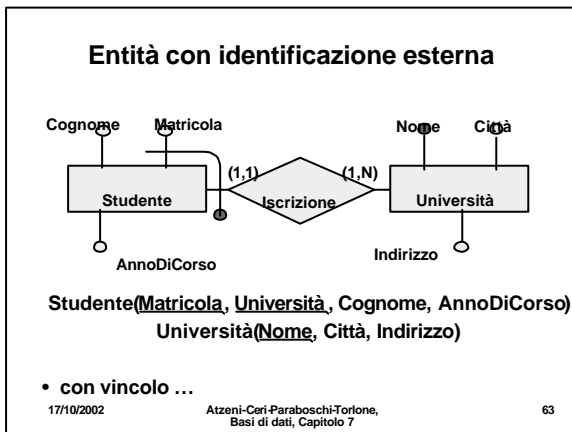 Entità con identificazione esterna
Cognome Matricola Nome Città
(1,1) (1,N)
Studente Iscrizione Università
AnnoDiCorso Indirizzo
Studente(Matricola, Università, Cognome, AnnoDiCorso)
Università(Nome, Città, Indirizzo)
• con vincolo …
17/10/2002 Atzeni-Ceri-Paraboschi-Torlone, 63
Basi di dati, Capitolo 7